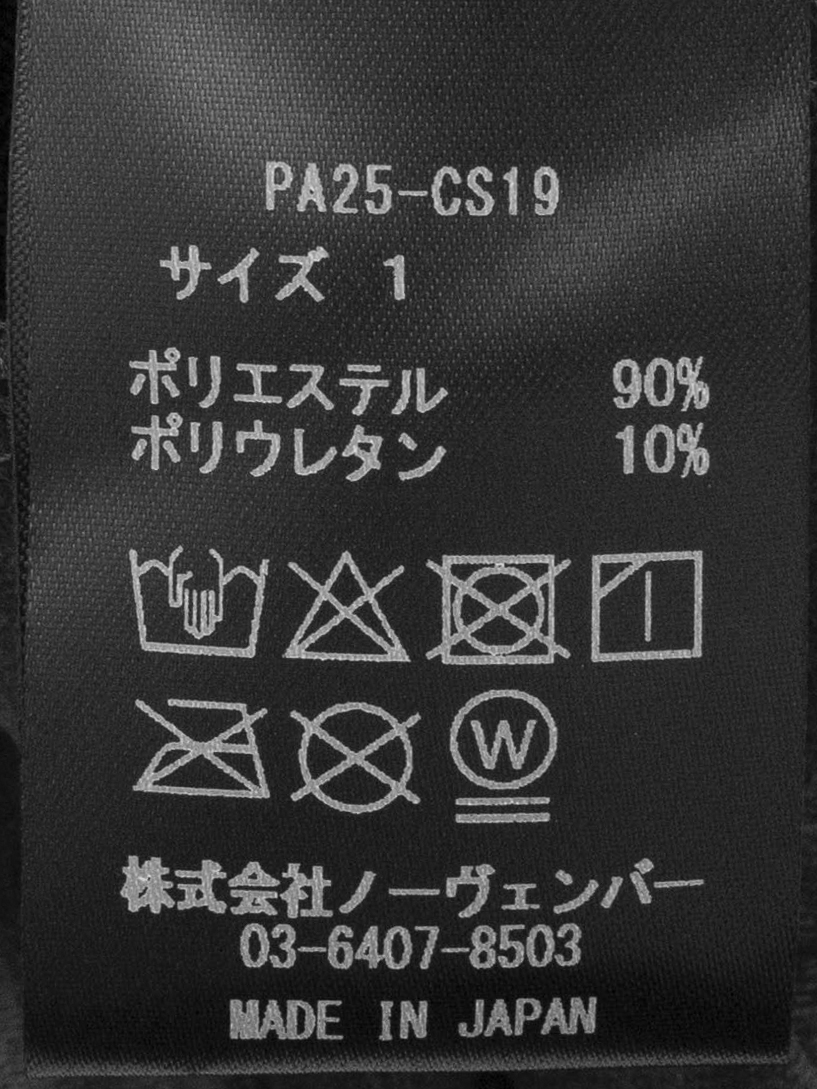 PA25-CS19
サイズ 1
ポリエステル 90%
ポリウレタン 10%
W
株式会社ノーヴェンバー
03-6407-8503
MADE IN JAPAN